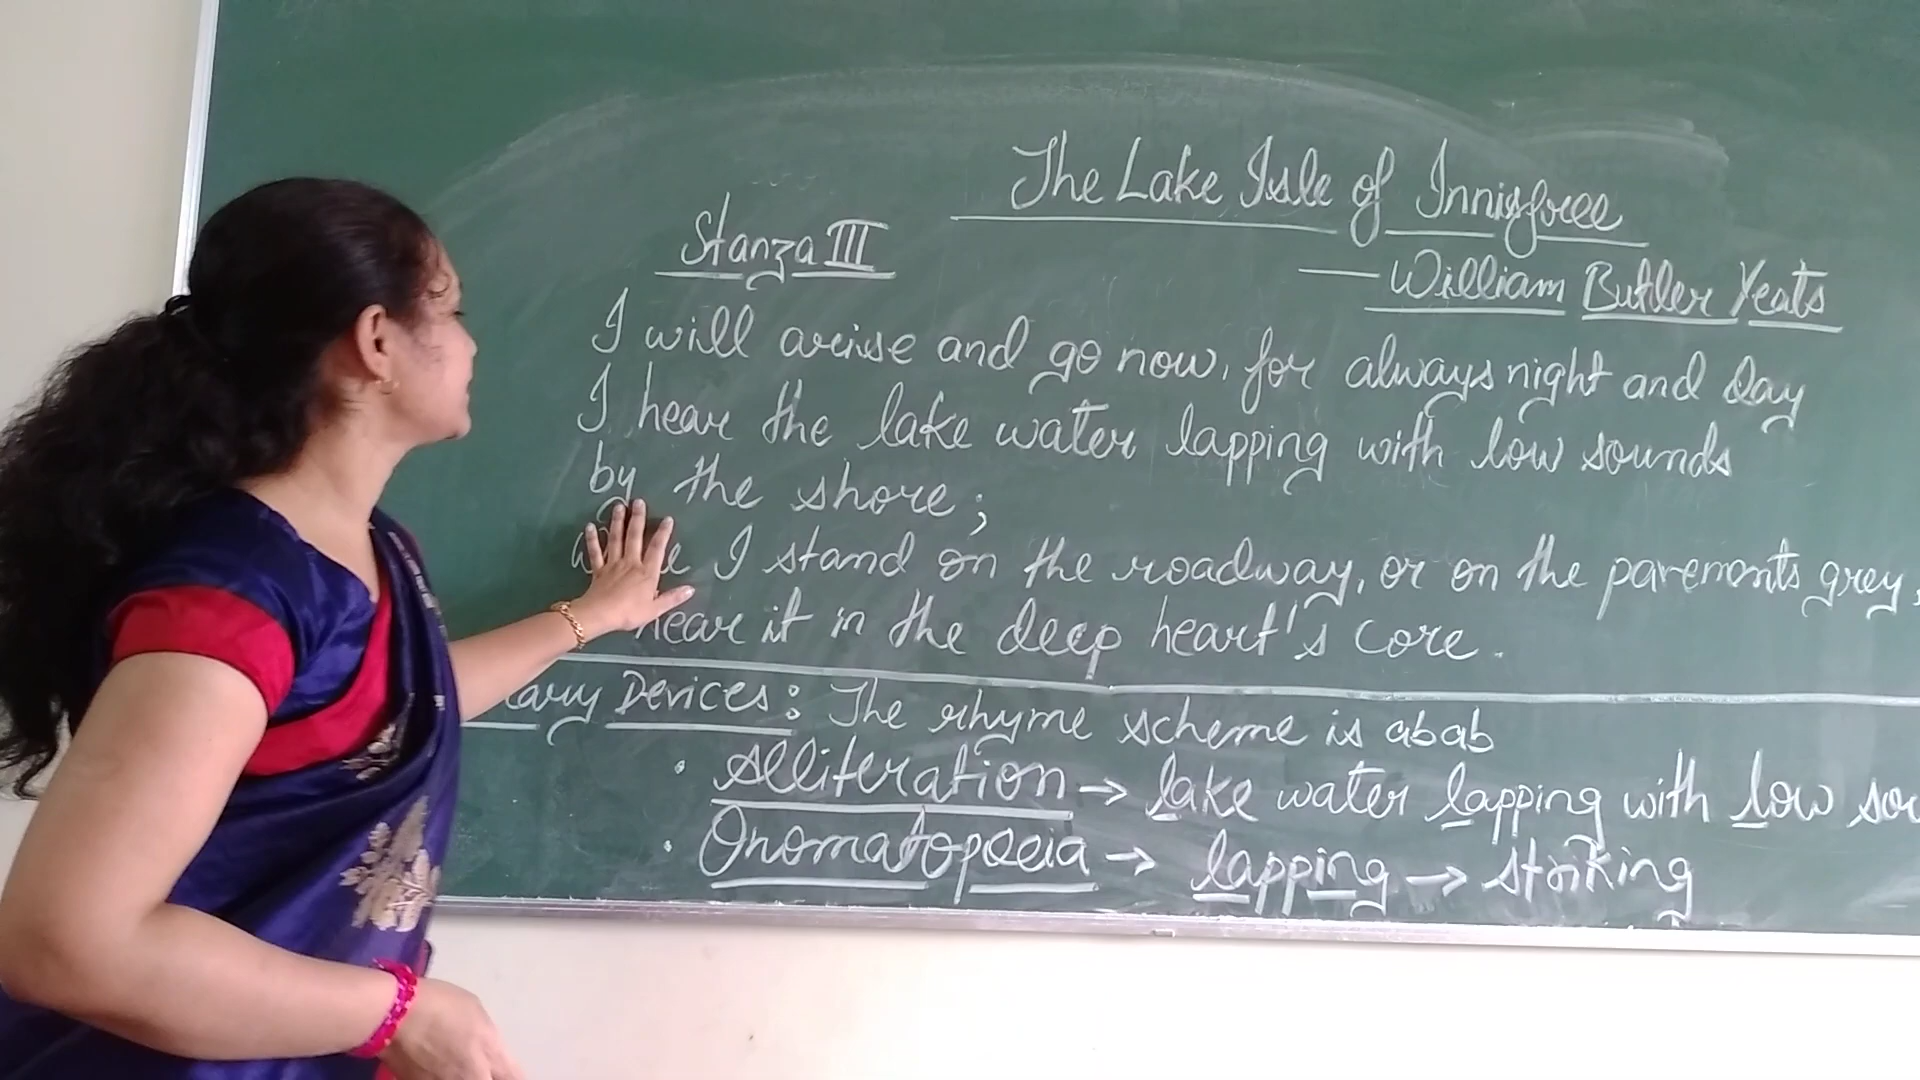 The Lake Isle of Innisfree
— William Butler Yeats
Stanza III
I will arise and go now, for always night and day
I hear the lake water lapping with low sounds
by the shore;
I stand on the roadway, or on the pavements grey,
hear it in the deep heart's core.
Devices: The rhyme scheme is abab
· Alliteration → lake water lapping with low
· Onomatopoeia → lapping → striking